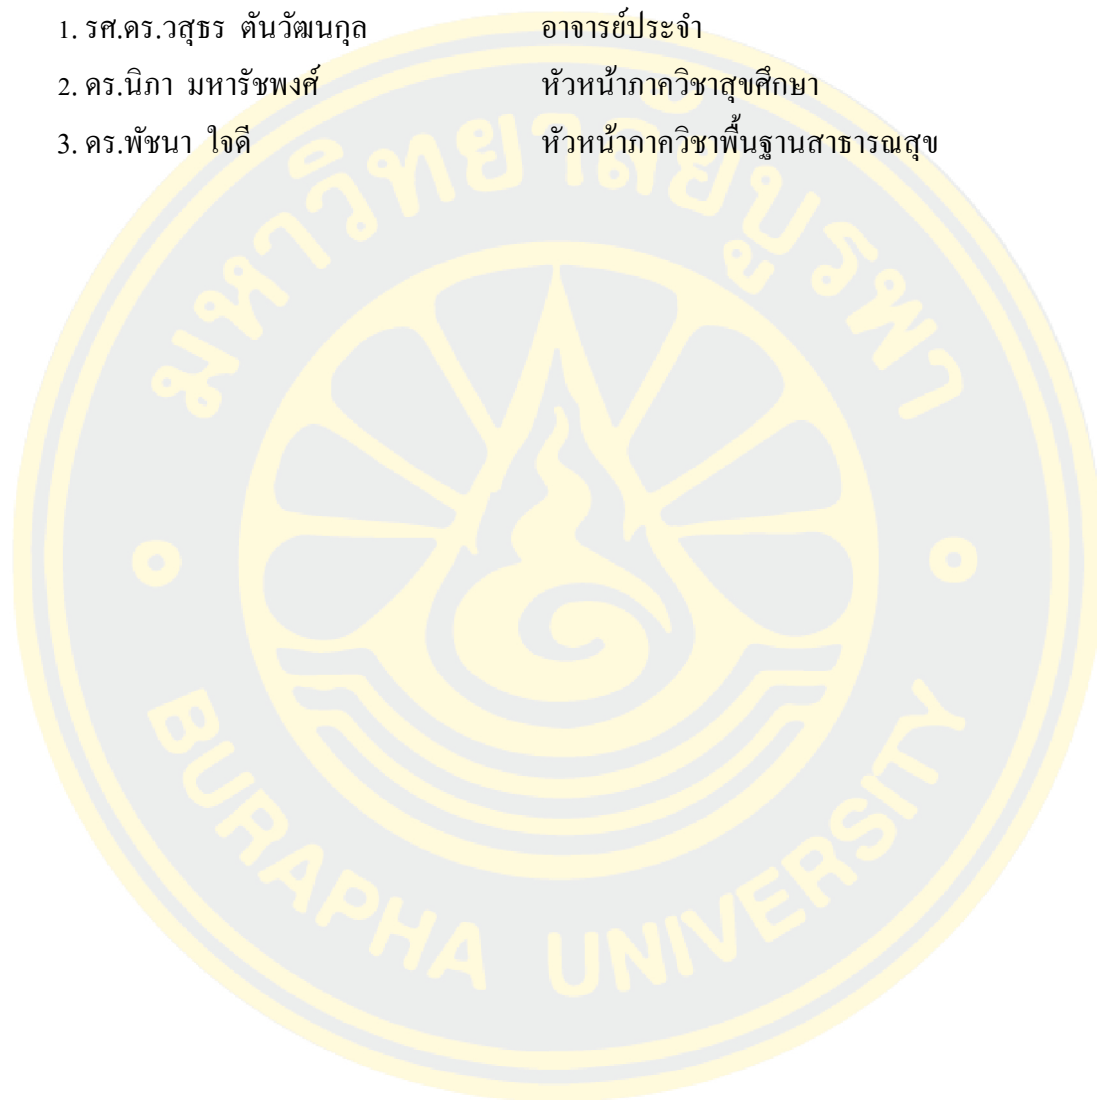 1. รศ.ดร.วสุธร ตันวัฒนกุล อาจารย์ประจำ
2. ดร.นิภา มหารัชพงศ์ หัวหน้าภาควิชาสุขศึกษา
3. ดร.พัชนา ใจดี หัวหน้าภาควิชาพื้นฐานสาธารณสุข
มหาวิทยาลัยบูรพา
BURAPHA UNIVERSITY